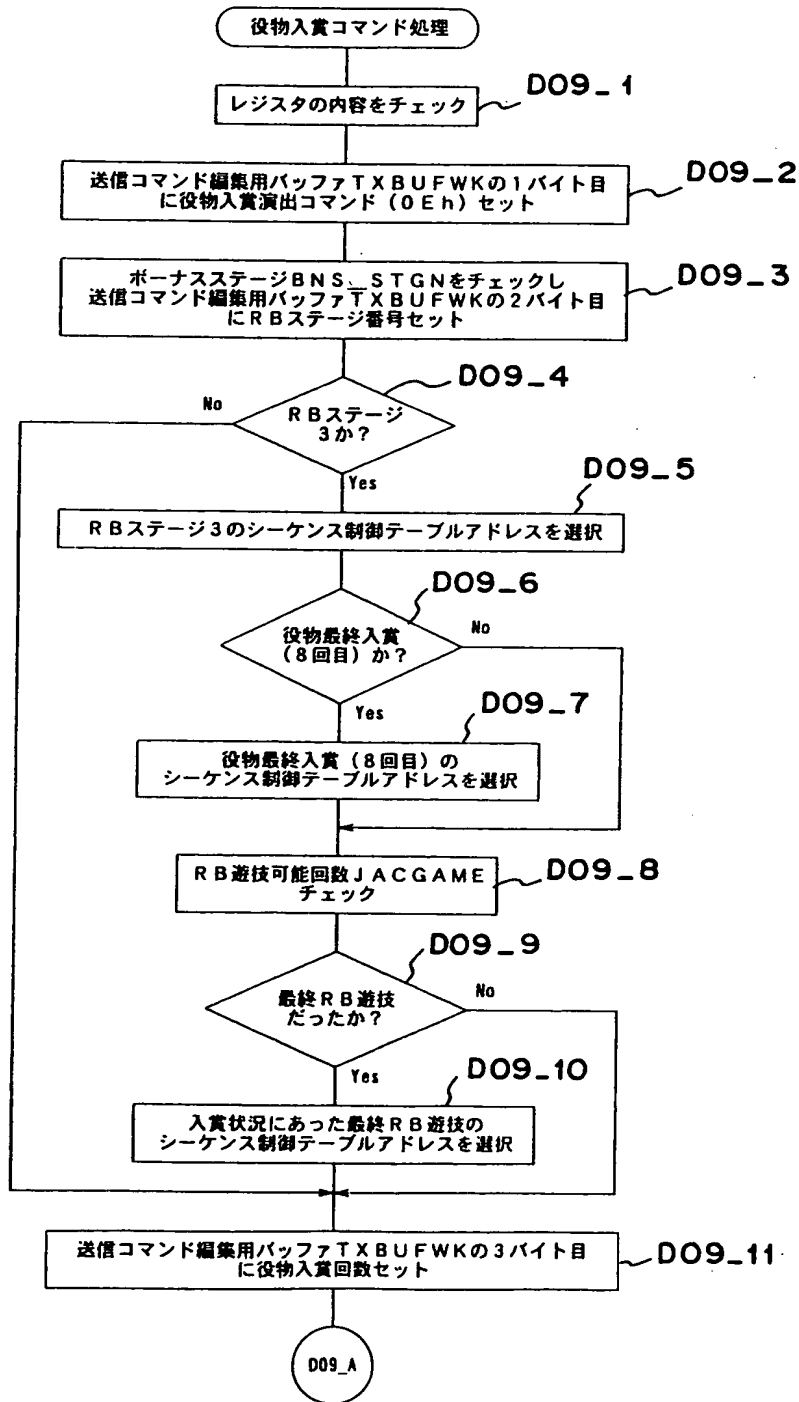 役物入賞コマンド処理
レジスタの内容をチェック
D09_1
送信コマンド編集用バッファTXBUFWKの1バイト目
に役物入賞演出コマンド(0Eh)セット
D09_2
ボーナスステージBNS_STGNをチェックし
送信コマンド編集用バッファTXBUFWKの2バイト目
にRBステージ番号セット
D09_3
D09_4
No
RBステージ
3か?
Yes
D09_5
RBステージ3のシーケンス制御テーブルアドレスを選択
D09_6
役物最終入賞
(8回目)か?
No
Yes
D09_7
役物最終入賞(8回目)の
シーケンス制御テーブルアドレスを選択
RB遊技可能回数JACGAME
チェック
D09_8
D09_9
最終RB遊技
だったか?
No
Yes
D09_10
入賞状況にあった最終RB遊技の
シーケンス制御テーブルアドレスを選択
送信コマンド編集用バッファTXBUFWKの3バイト目
に役物入賞回数セット
D09_11
D09_A